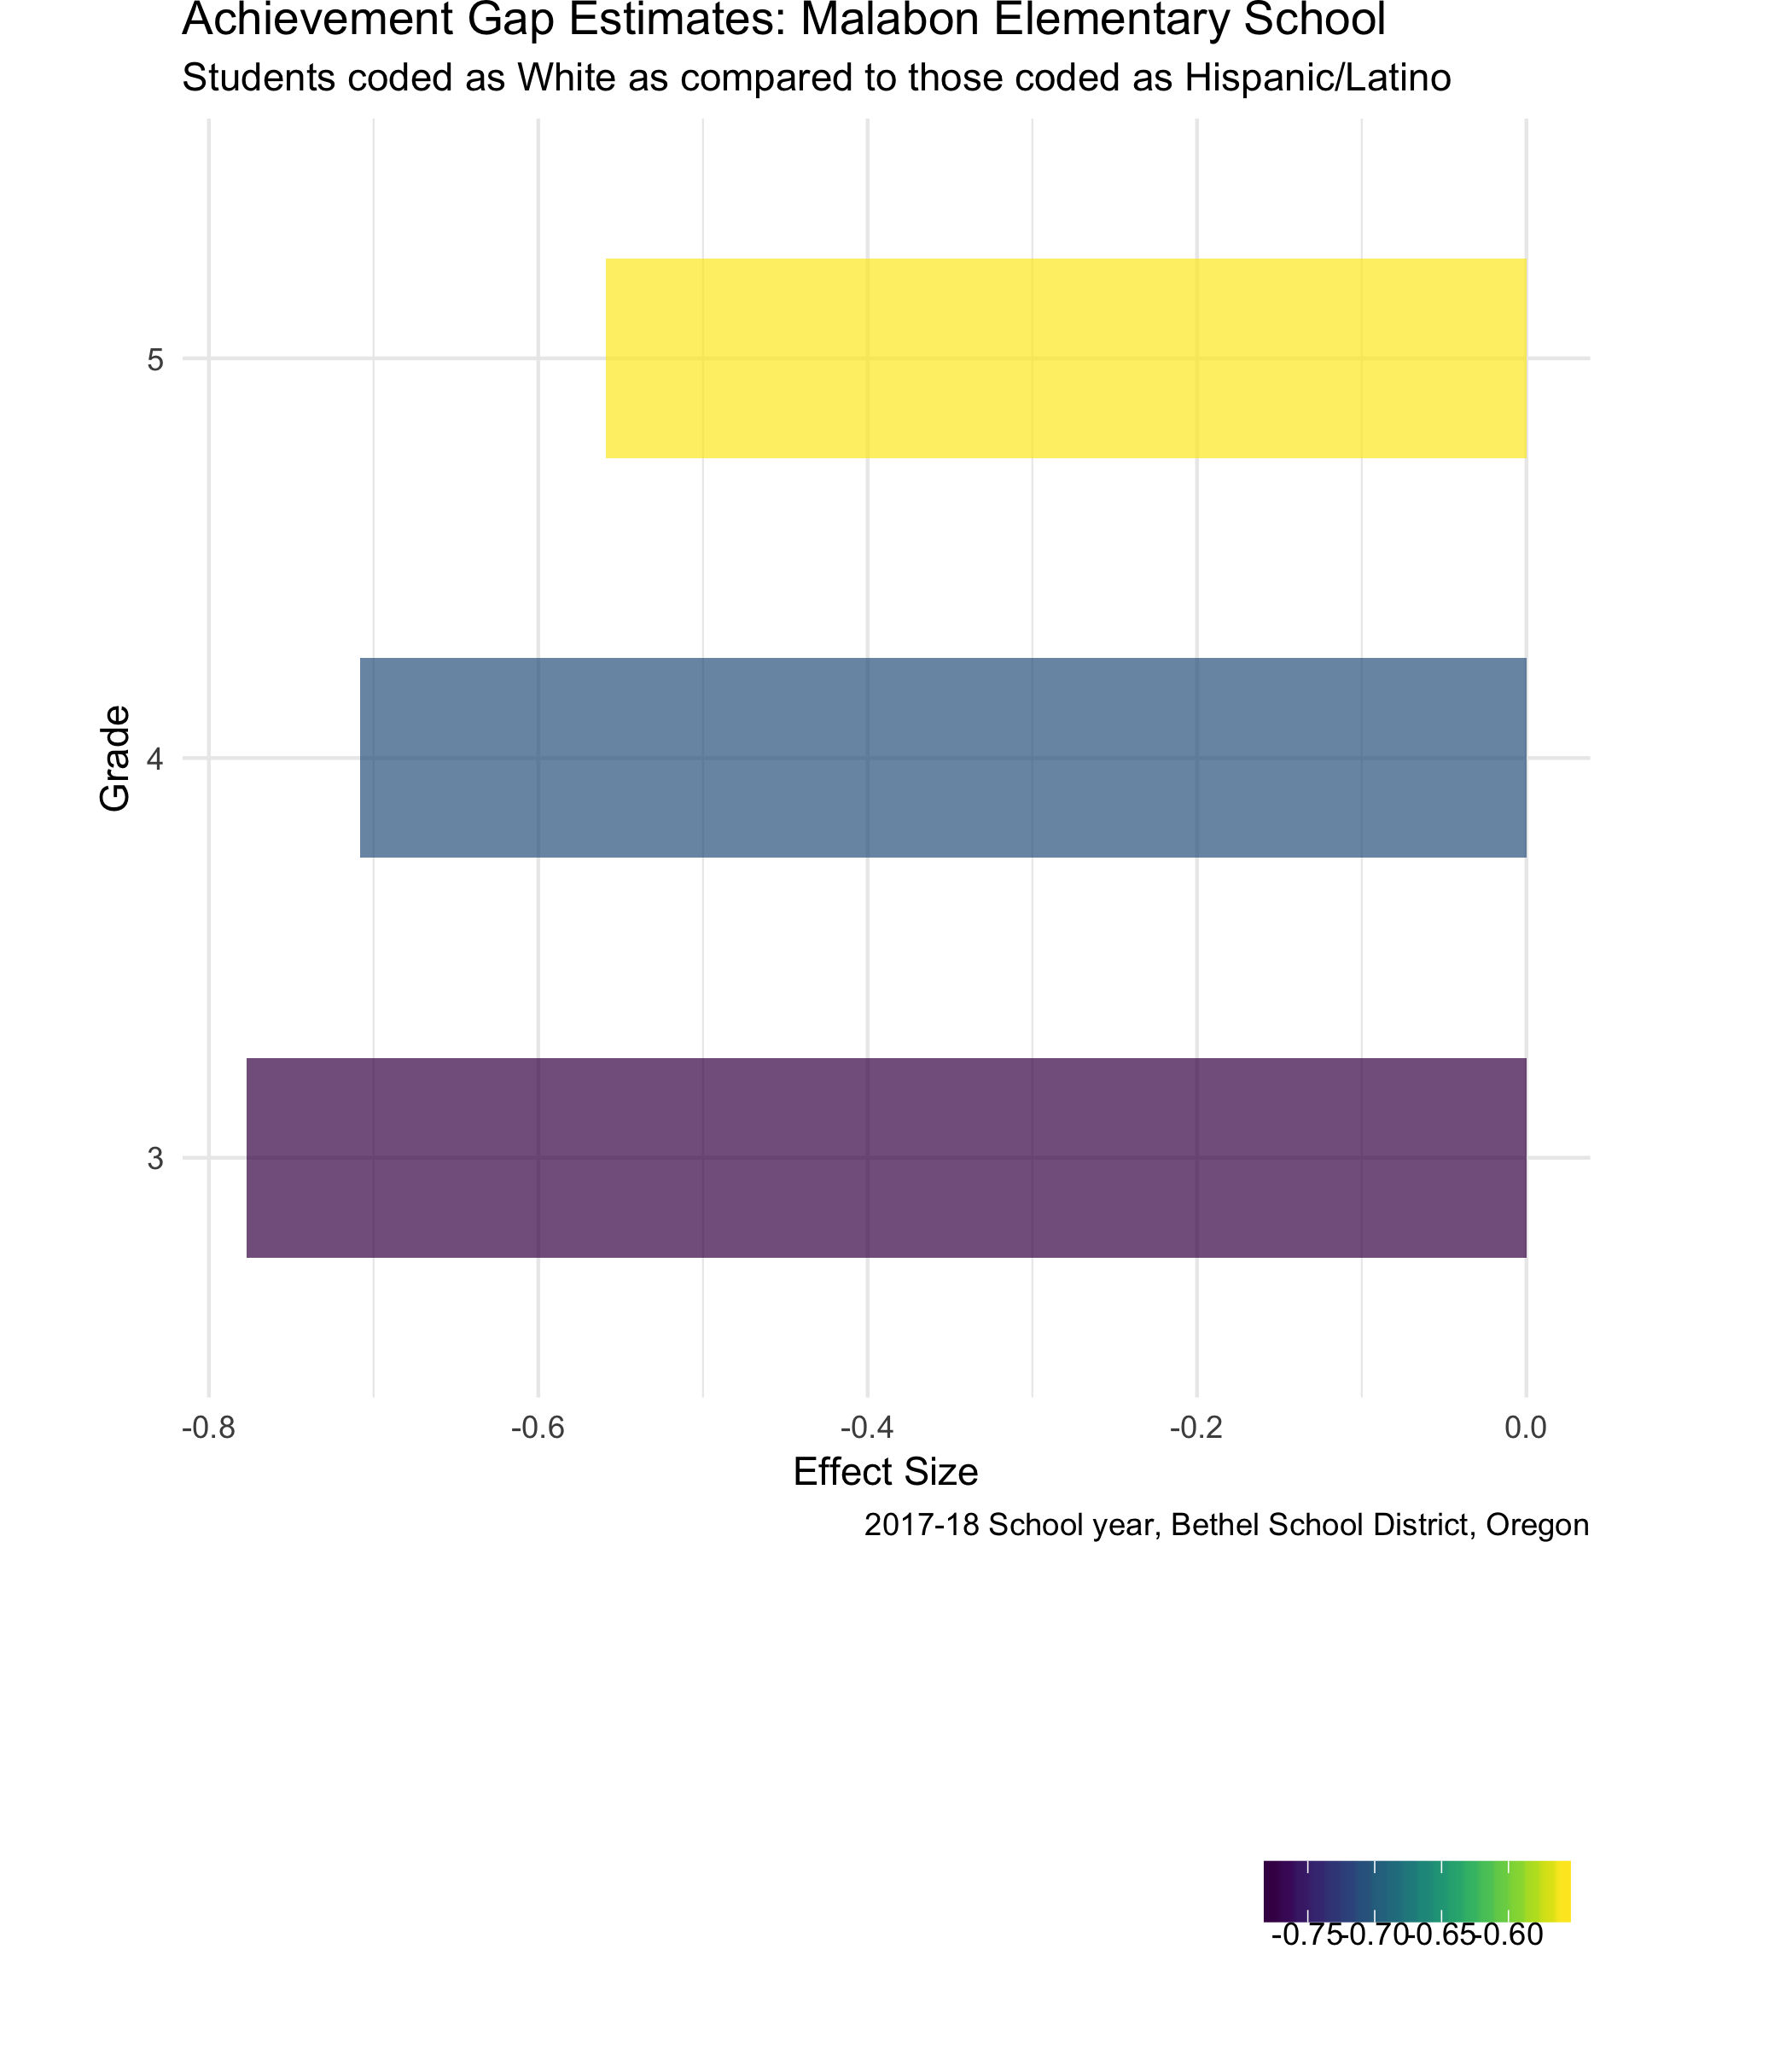 Achievement Gap Estimates: Malabon Elementary School
Students coded as White as compared to those coded as Hispanic/Latino
5
4
3
Grade
-0.8 -0.6 -0.4 -0.2 0.0
Effect Size
2017-18 School year, Bethel School District, Oregon
-0.75 -0.70 -0.65 -0.60